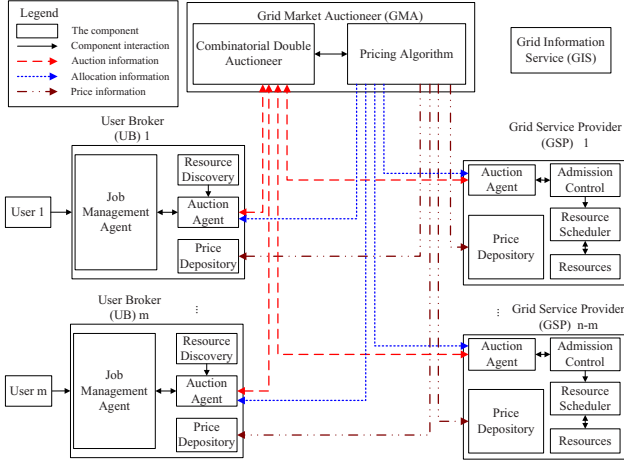 Legend
The component
Component interaction
Auction information
Allocation information
Price information
Grid Market Auctioneer (GMA)
Combinatorial Double
Auctioneer
Pricing Algorithm
Grid Information
Service (GIS)
User Broker
(UB) 1
User 1
Job
Management
Agent
Resource
Discovery
Auction
Agent
Price
Depository
Grid Service Provider
(GSP) 1
Auction
Agent
Admission
Control
Resource
Scheduler
Resources
Price
Depository
User Broker
(UB) m
...
User m
Job
Management
Agent
Resource
Discovery
Auction
Agent
Price
Depository
...
Grid Service Provider
(GSP) n-m
Auction
Agent
Admission
Control
Resource
Scheduler
Resources
Price
Depository